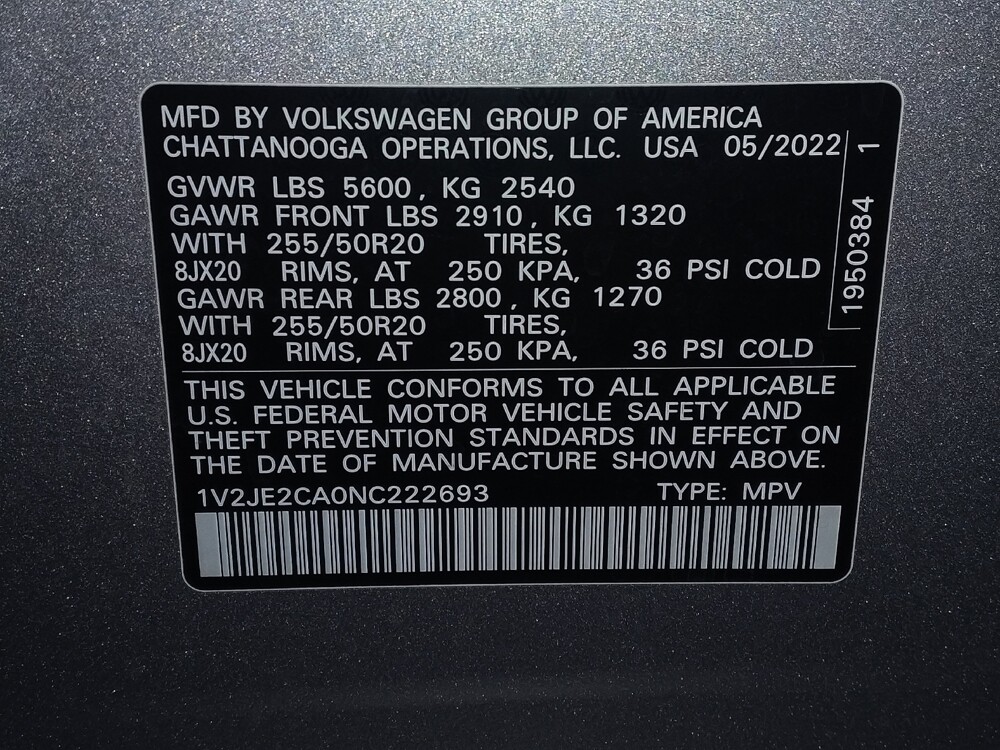 MFD BY VOLKSWAGEN GROUP OF AMERICA
CHATTANOOGA OPERATIONS, LLC. USA 05/2022
GVWR LBS 5600, KG 2540
GAWR FRONT LBS 2910, KG 1320
WITH 255/50R20 TIRES,
8JX20 RIMS, AT 250 KPA, 36 PSI COLD
GAWR REAR LBS 2800, KG 1270
WITH 255/50R20 TIRES,
8JX20 RIMS, AT 250 KPA, 36 PSI COLD
1950384 1
THIS VEHICLE CONFORMS TO ALL APPLICABLE
U.S. FEDERAL MOTOR VEHICLE SAFETY AND
THEFT PREVENTION STANDARDS IN EFFECT ON
THE DATE OF MANUFACTURE SHOWN ABOVE.
1V2JE2CA0NC222693 TYPE: MPV